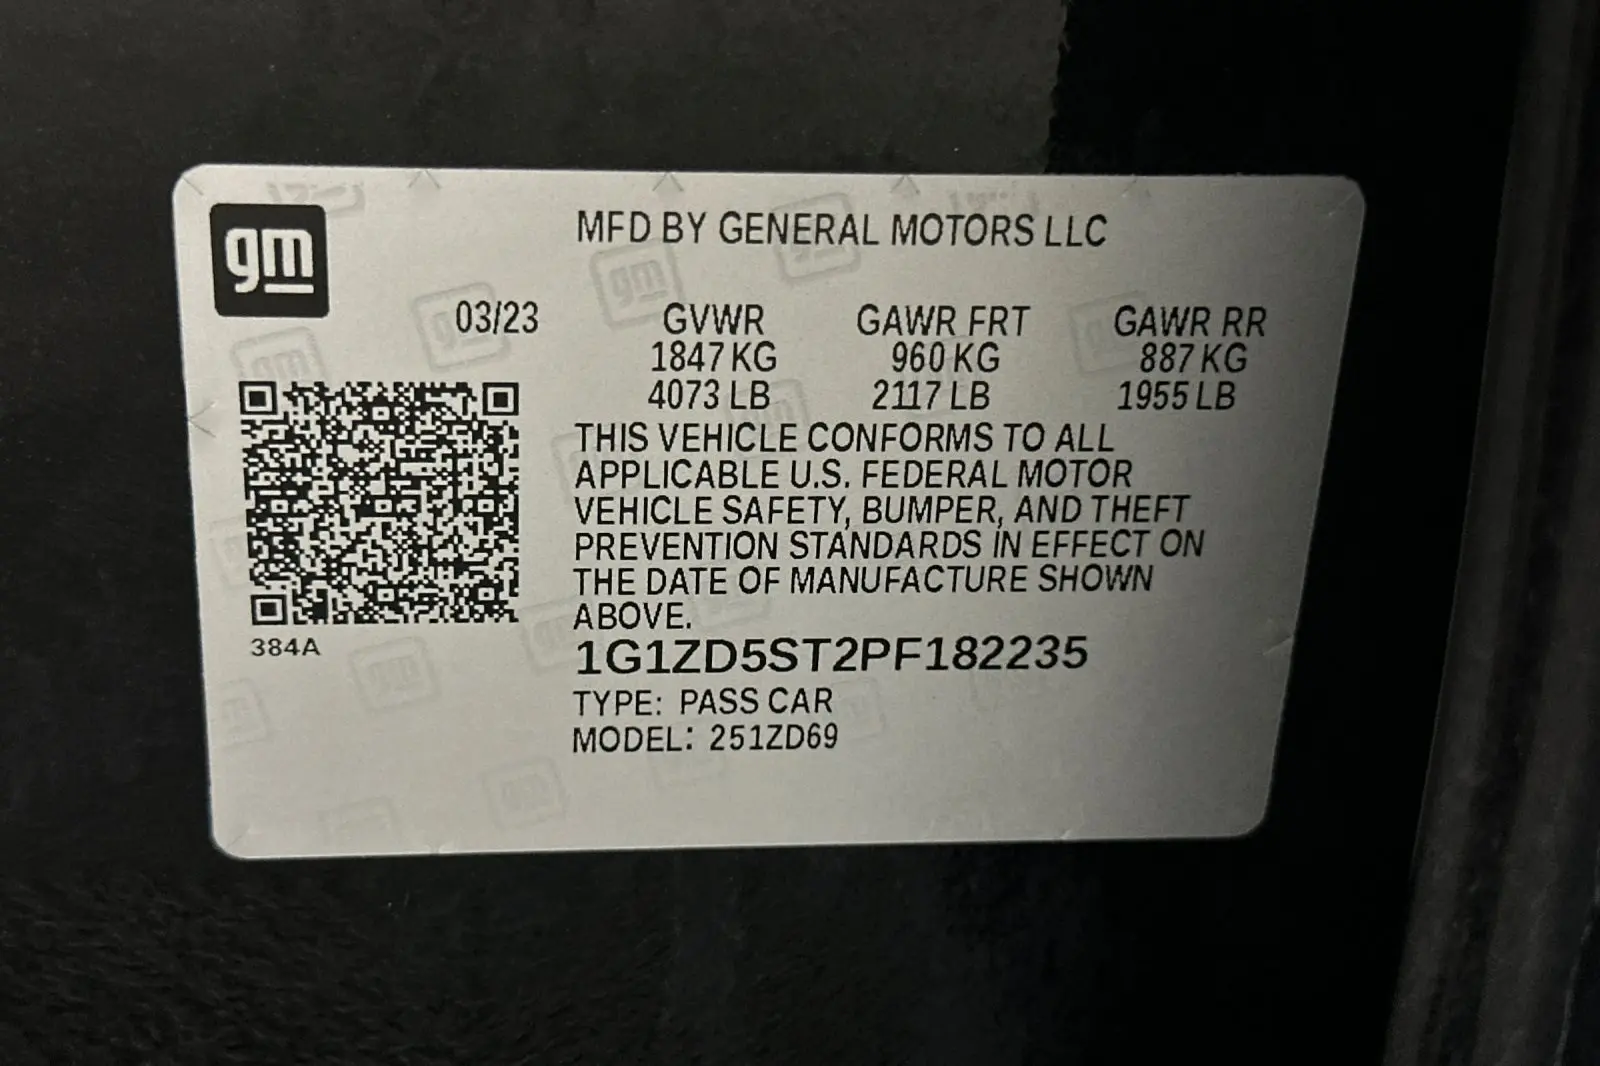 gm
MFD BY GENERAL MOTORS LLC
03/23 GVWR GAWR FRT GAWR RR
1847 KG 960 KG 887 KG
4073 LB 2117 LB 1955 LB
THIS VEHICLE CONFORMS TO ALL
APPLICABLE U.S. FEDERAL MOTOR
VEHICLE SAFETY, BUMPER, AND THEFT
PREVENTION STANDARDS IN EFFECT ON
THE DATE OF MANUFACTURE SHOWN
ABOVE.
384A
1G1ZD5ST2PF182235
TYPE: PASS CAR
MODEL: 251ZD69